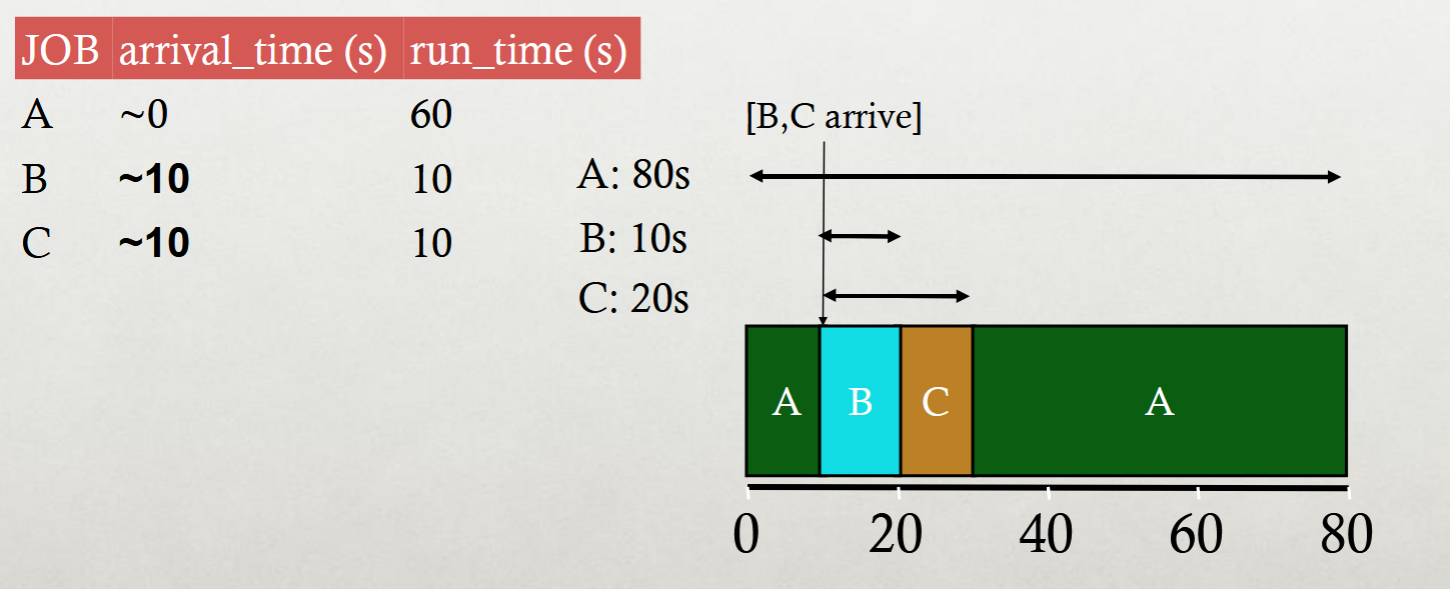 JOB arrival_time (s) run_time (s)
A ~0 60
B ~10 10
C ~10 10
[B,C arrive]
A: 80s
B: 10s
C: 20s
A B C A
0 20 40 60 80